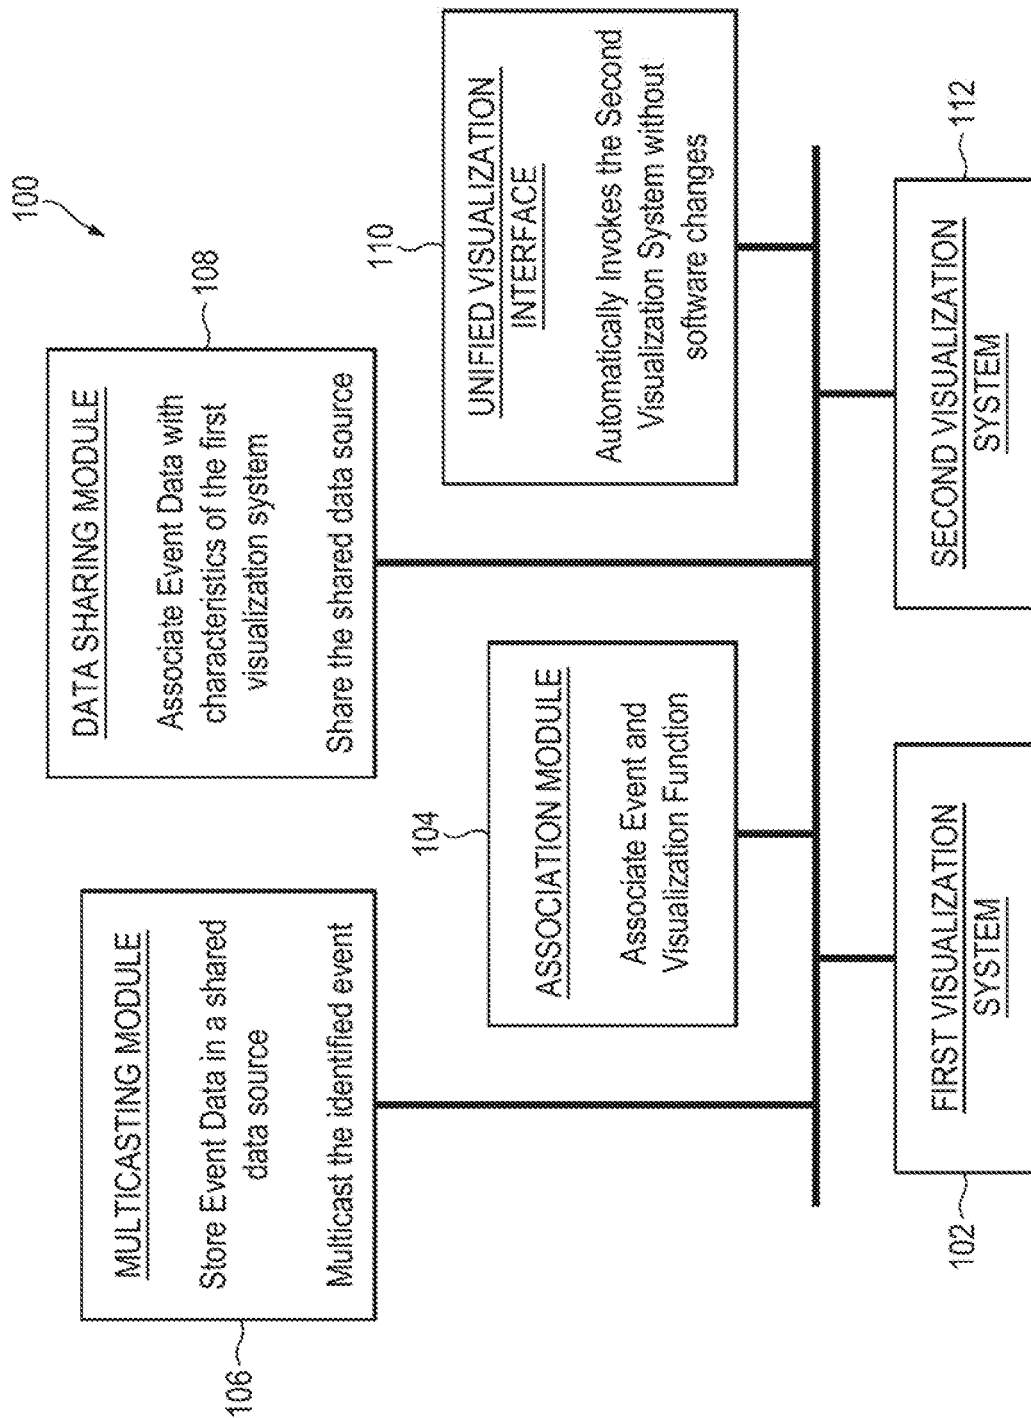 100
106
MULTICASTING MODULE
Store Event Data in a shared
data source
Multicast the identified event
108
DATA SHARING MODULE
Associate Event Data with
characteristics of the first
visualization system
Share the shared data source
104
ASSOCIATION MODULE
Associate Event and
Visualization Function
110
UNIFIED VISUALIZATION
INTERFACE
Automatically Invokes the Second
Visualization System without
software changes
102
FIRST VISUALIZATION
SYSTEM
112
SECOND VISUALIZATION
SYSTEM